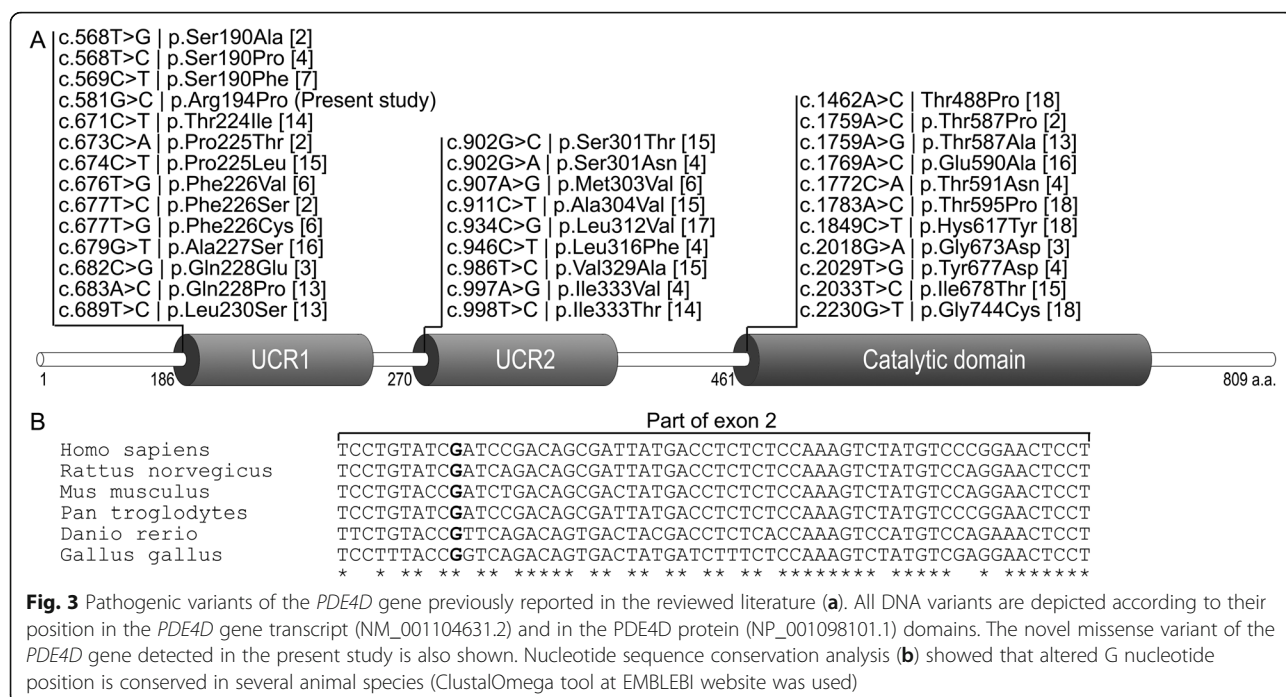 A
c.568T>G | p.Ser190Ala [2]
c.568T>C | p.Ser190Pro [4]
c.569C>T | p.Ser190Phe [7]
c.581G>C | p.Arg194Pro (Present study)
c.671C>T | p.Thr224Ile [14]
c.673C>A | p.Pro225Thr [2]
c.674C>T | p.Pro225Leu [15]
c.676T>G | p.Phe226Val [6]
c.677T>C | p.Phe226Ser [2]
c.677T>G | p.Phe226Cys [6]
c.679G>T | p.Ala227Ser [16]
c.682C>G | p.Gln228Glu [3]
c.683A>C | p.Gln228Pro [13]
c.689T>C | p.Leu230Ser [13]
c.902G>C | p.Ser301Thr [15]
c.902G>A | p.Ser301Asn [4]
c.907A>G | p.Met303Val [6]
c.911C>T | p.Ala304Val [15]
c.934C>G | p.Leu312Val [17]
c.946C>T | p.Leu316Phe [4]
c.986T>C | p.Val329Ala [15]
c.997A>G | p.Ile333Val [4]
c.998T>C | p.Ile333Thr [14]
c.1462A>C | Thr488Pro [18]
c.1759A>C | p.Thr587Pro [2]
c.1759A>G | p.Thr587Ala [13]
c.1769A>C | p.Glu590Ala [16]
c.1772C>A | p.Thr591Asn [4]
c.1783A>C | p.Thr595Pro [18]
c.1849C>T | p.Hys617Tyr [18]
c.2018G>A | p.Gly673Asp [3]
c.2029T>G | p.Tyr677Asp [4]
c.2033T>C | p.Ile678Thr [15]
c.2230G>T | p.Gly744Cys [18]
UCR1 UCR2 Catalytic domain
1 186 270 461 809 a.a.
B Part of exon 2
Homo sapiens TCCTGTATCGATCCGACAGCGATTATGACCTCTCTCCAAAGTCTATGTCCCGGAACTCCT
Rattus norvegicus TCCTGTATCGATCAGACAGCGATTATGACCTCTCTCCAAAGTCTATGTCCAGGAACTCCT
Mus musculus TCCTGTACCGATCTGACAGCGACTATGACCTCTCTCCAAAGTCTATGTCCAGGAACTCCT
Pan troglodytes TCCTGTATCGATCCGACAGCGATTATGACCTCTCTCCAAAGTCTATGTCCCGGAACTCCT
Danio rerio TTCTGTACCGTTCAGACAGTGACTACGACCTCTCACCAAAGTCCATGTCCAGAAACTCCT
Gallus gallus TCCTTTACCGGTCAGACAGTGACTATGATCTTTCTCCAAAGTCTATGTCGAGGAACTCCT
* * ** ** ** ***** ** ** ** ** ** ******** ****** * *******
Fig. 3 Pathogenic variants of the PDE4D gene previously reported in the reviewed literature (a). All DNA variants are depicted according to their
position in the PDE4D gene transcript (NM_001104631.2) and in the PDE4D protein (NP_001098101.1) domains. The novel missense variant of the
PDE4D gene detected in the present study is also shown. Nucleotide sequence conservation analysis (b) showed that altered G nucleotide
position is conserved in several animal species (ClustalOmega tool at EMBLEBI website was used)